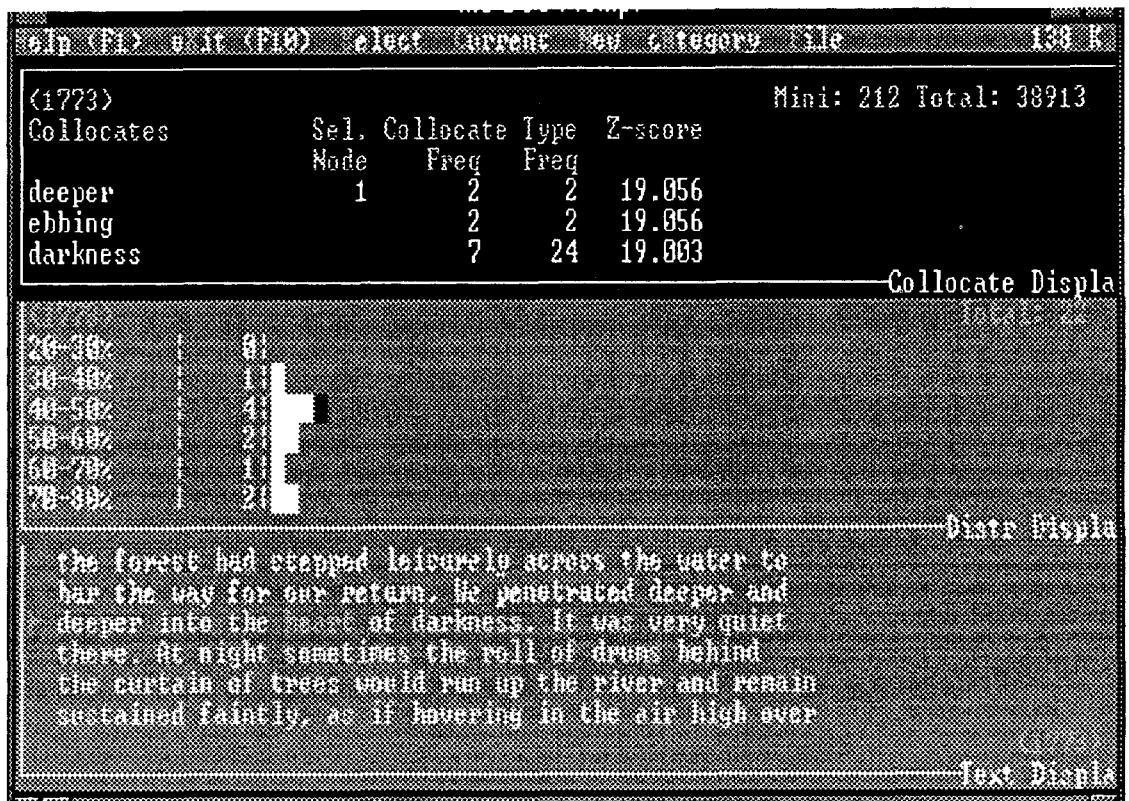 elp (F1) e it (F10) elect urrent ew ategory ile 138 K
(1773) Mini: 212 Total: 38913
Collocates Sel. Collocate Type Z-score
Node Freq Freq
deeper 1 2 2 19.056
ebbing 2 2 19.056
darkness 7 24 19.003
Collocate Displa
Total: 22
20-30% | 0|
30-40% | 1|
40-50% | 4|
50-60% | 2|
60-70% | 1|
70-80% | 2|
Distr Displa
the forest had stepped leisurely across the water to
bar the way for our return. We penetrated deeper and
deeper into the heart of darkness. It was very quiet
there. At night sometimes the roll of drums behind
the curtain of trees would run up the river and remain
sustained faintly, as if hovering in the air high over
(1773)
Text Displa